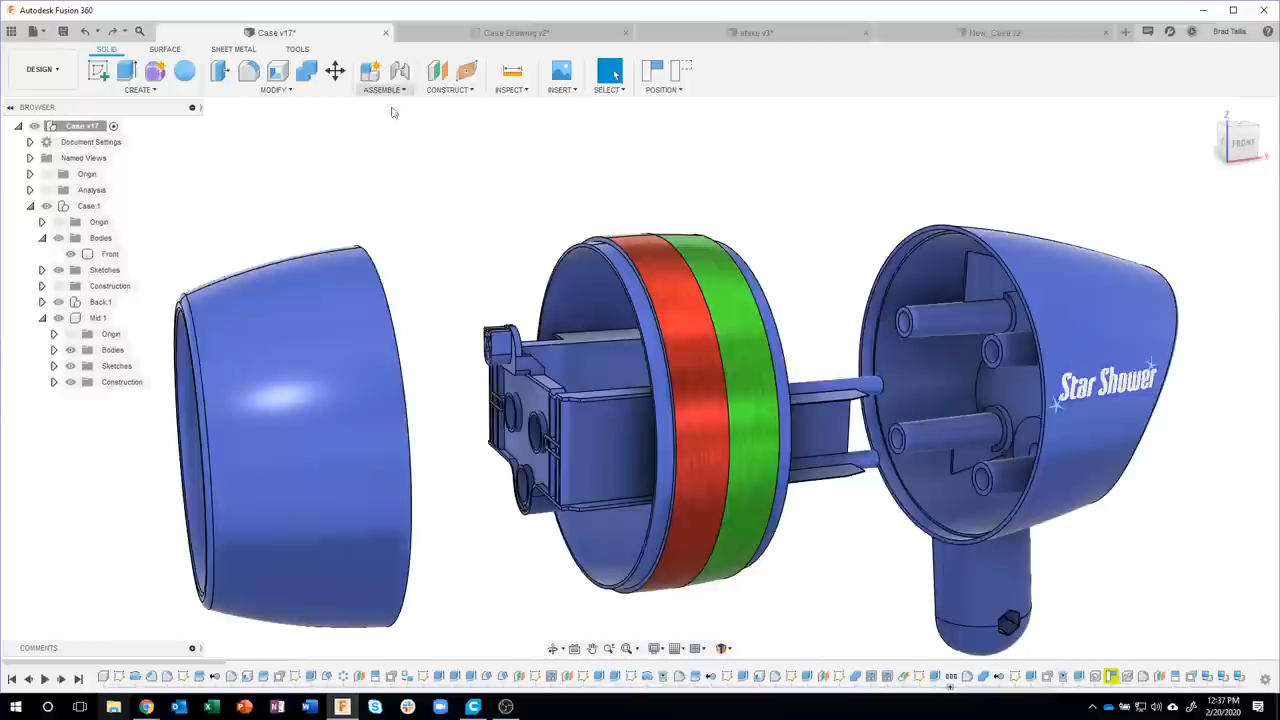 Autodesk Fusion 360
Case v17*
Case Drawing v2*
New_Case v2*
Brad Tallis
SOLID
SURFACE
SHEET METAL
TOOLS
DESIGN
CREATE
MODIFY
ASSEMBLE
CONSTRUCT
INSPECT
INSERT
SELECT
POSITION
BROWSER
Case v17
Document Settings
Named Views
Origin
Analysis
Case:1
Origin
Bodies
Front
Sketches
Construction
Back:1
Mid:1
Origin
Bodies
Sketches
Construction
Z
FRONT
X
Star Shower
COMMENTS
12:37 PM
2/20/2020